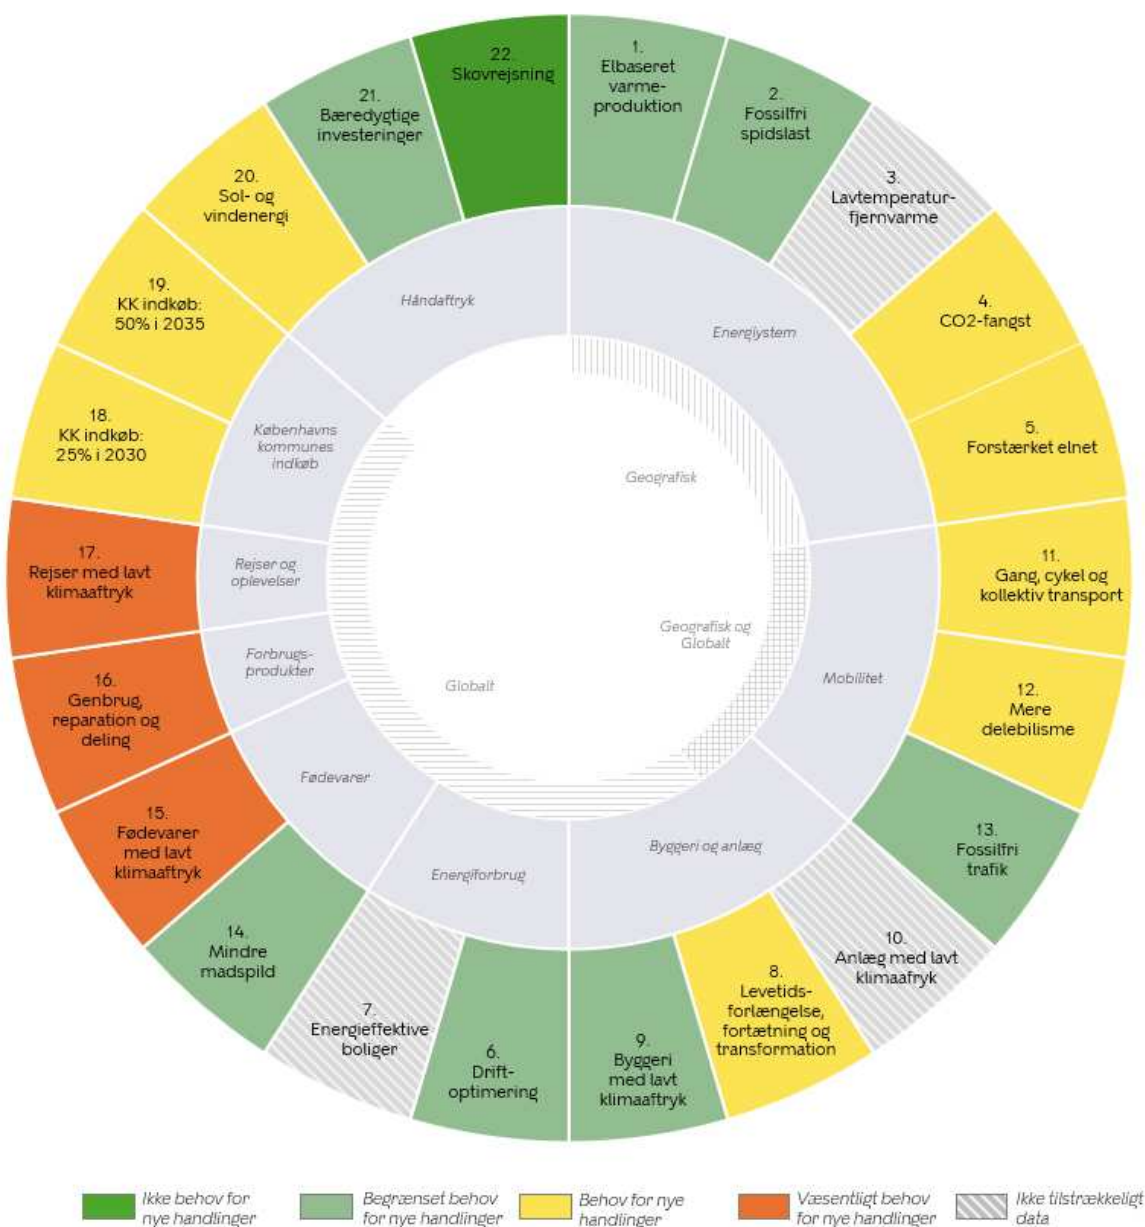 22.
Skovrejsning
1.
Elbaseret
varme-
produktion
2.
Fossilfri
spidslast
3.
Lavtemperatur-
fjernvarme
4.
CO2-fangst
5.
Forstærket elnet
11.
Gang, cykel og
kollektiv transport
12.
Mere
delebilisme
13.
Fossilfri
trafik
10.
Anlæg med lavt
klimaafryk
8.
Levetids-
forlængelse,
fortætning og
transformation
9.
Byggeri
med lavt
klimaaftryk
6.
Drift-
optimering
7.
Energieffektive
boliger
14.
Mindre
madspild
15.
Fødevarer
med lavt
klimaaftryk
16.
Genbrug,
reparation og
deling
17.
Rejser med lavt
klimaaftryk
18.
KK indkøb:
25% i 2030
19.
KK indkøb:
50% i 2035
20.
Sol- og
vindenergi
21.
Bæredygtige
investeringer
Håndaftryk
Energiystem
Mobilitet
Byggeri og anlæg
Energiforbrug
Fødevarer
Forbrugs-
produkter
Rejser og
oplevelser
Københavns
kommunes
indkøb
Geografisk
Geografisk og
Globalt
Globalt
Ikke behov for
nye handlinger
Begrænset behov
for nye handlinger
Behov for nye
handlinger
Væsentligt behov
for nye handlinger
Ikke tilstrækkeligt
data